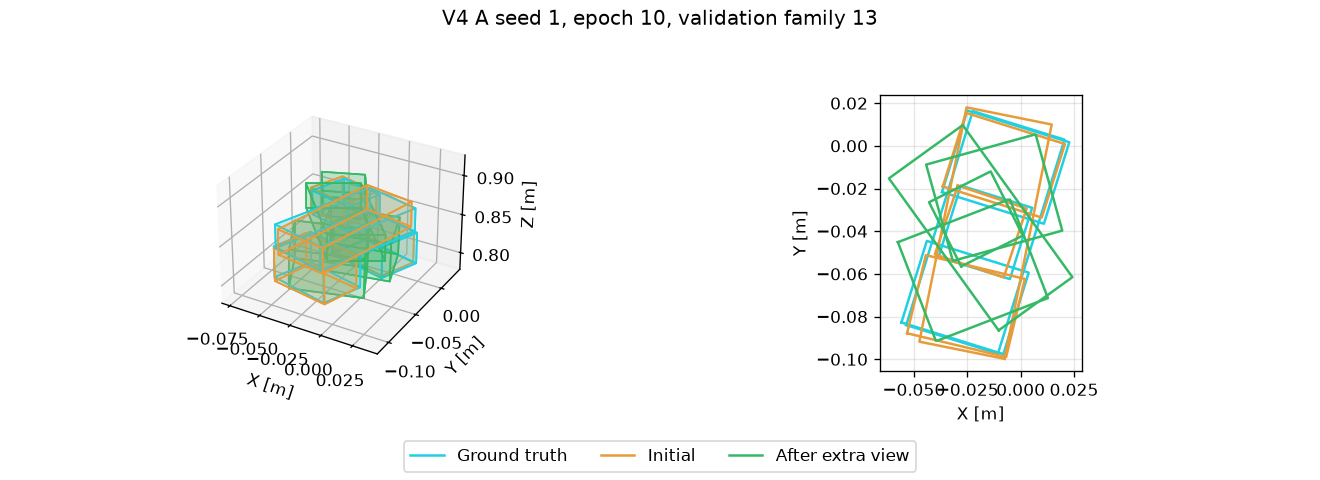 V4 A seed 1, epoch 10, validation family 13
0.90
0.85
0.80
Z [m]
0.00
−0.05
−0.10
Y [m]
−0.075
−0.050
−0.025
0.000
0.025
X [m]
0.02
0.00
−0.02
−0.04
−0.06
−0.08
−0.10
Y [m]
−0.050
−0.025
0.000
0.025
X [m]
Ground truth
Initial
After extra view